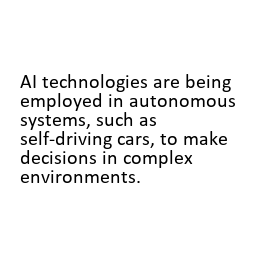 AI technologies are being
employed in autonomous
systems, such as
self-driving cars, to make
decisions in complex
environments.